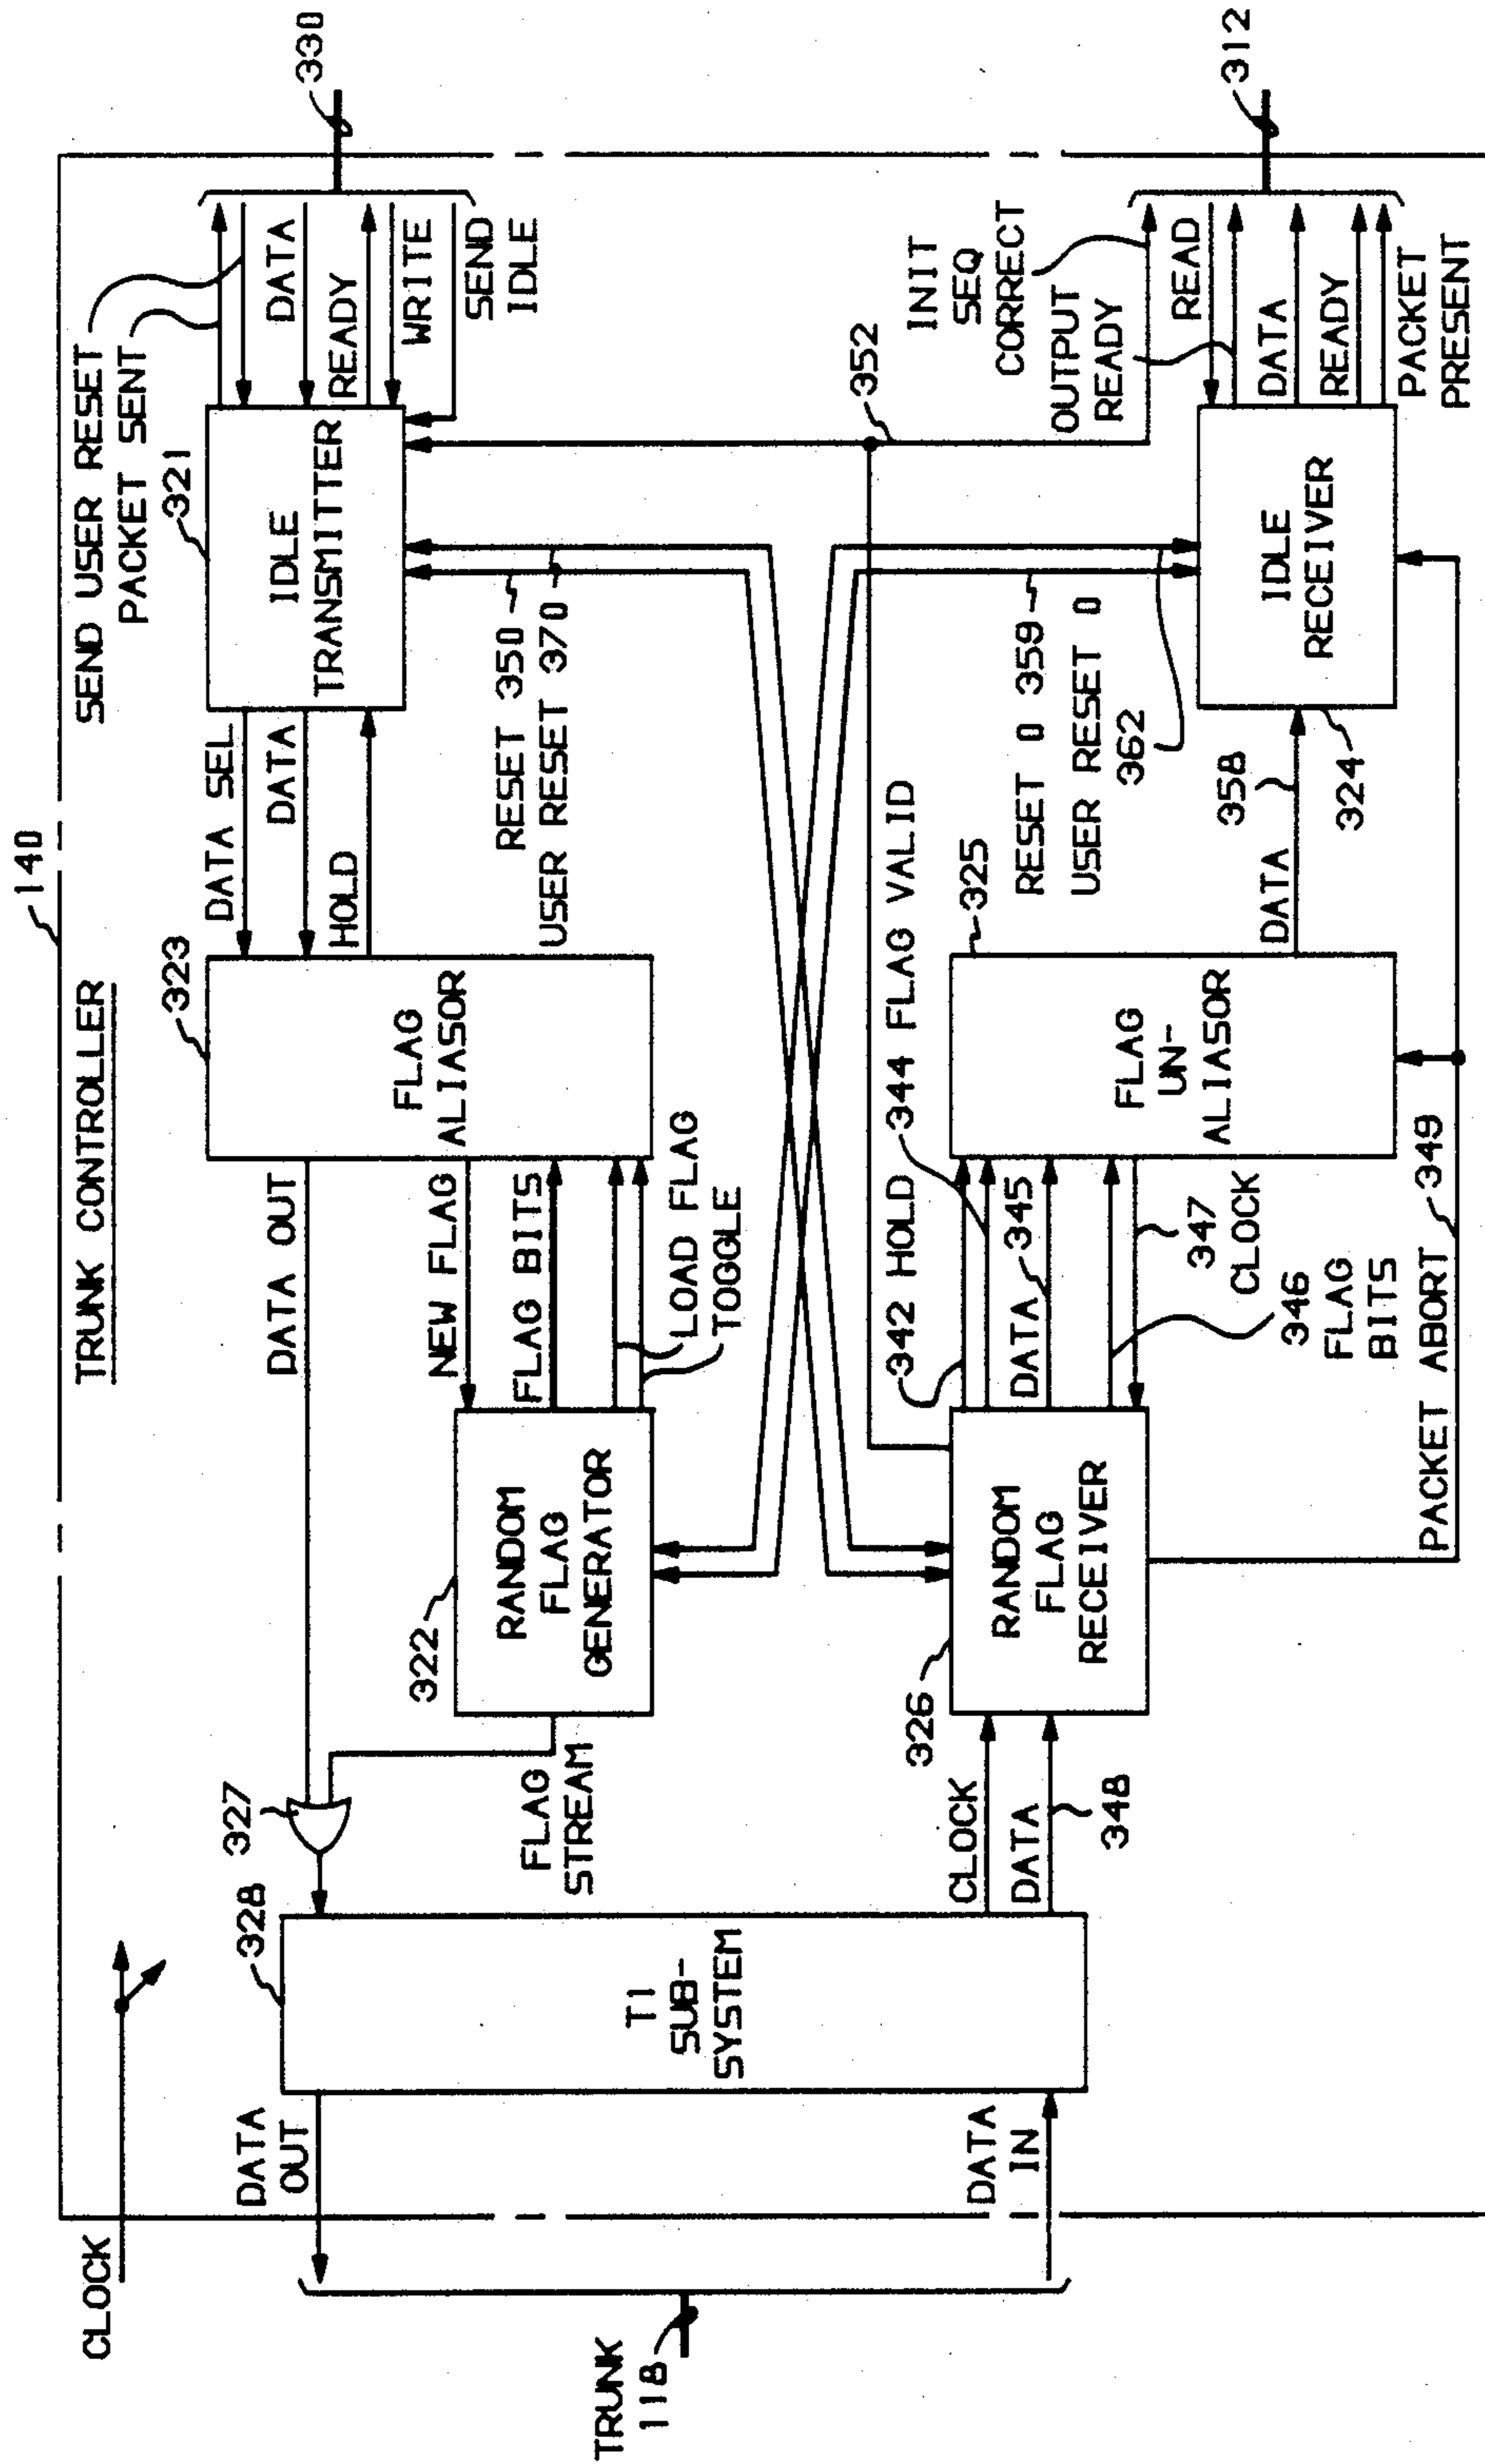 CLOCK
140
TRUNK CONTROLLER
TRUNK
118
DATA
OUT
DATA
IN
328
T1
SUB-
SYSTEM
327
FLAG
STREAM
CLOCK
DATA
348
DATA OUT
322
RANDOM
FLAG
GENERATOR
NEW FLAG
FLAG BITS
LOAD FLAG
TOGGLE
323
FLAG
ALIASOR
DATA SEL
DATA
HOLD
321
IDLE
TRANSMITTER
SEND USER RESET
PACKET SENT
DATA
READY
WRITE
SEND
IDLE
330
RESET 350
USER RESET 370
326
RANDOM
FLAG
RECEIVER
342 HOLD
344 FLAG VALID
DATA 345
347
CLOCK
346
FLAG
BITS
PACKET ABORT 349
325
FLAG
UN-
ALIASOR
DATA
358
RESET 0 359
USER RESET 0
362
324
IDLE
RECEIVER
352
INIT
SEQ
CORRECT
OUTPUT
READY
READ
DATA
READY
PACKET
PRESENT
312